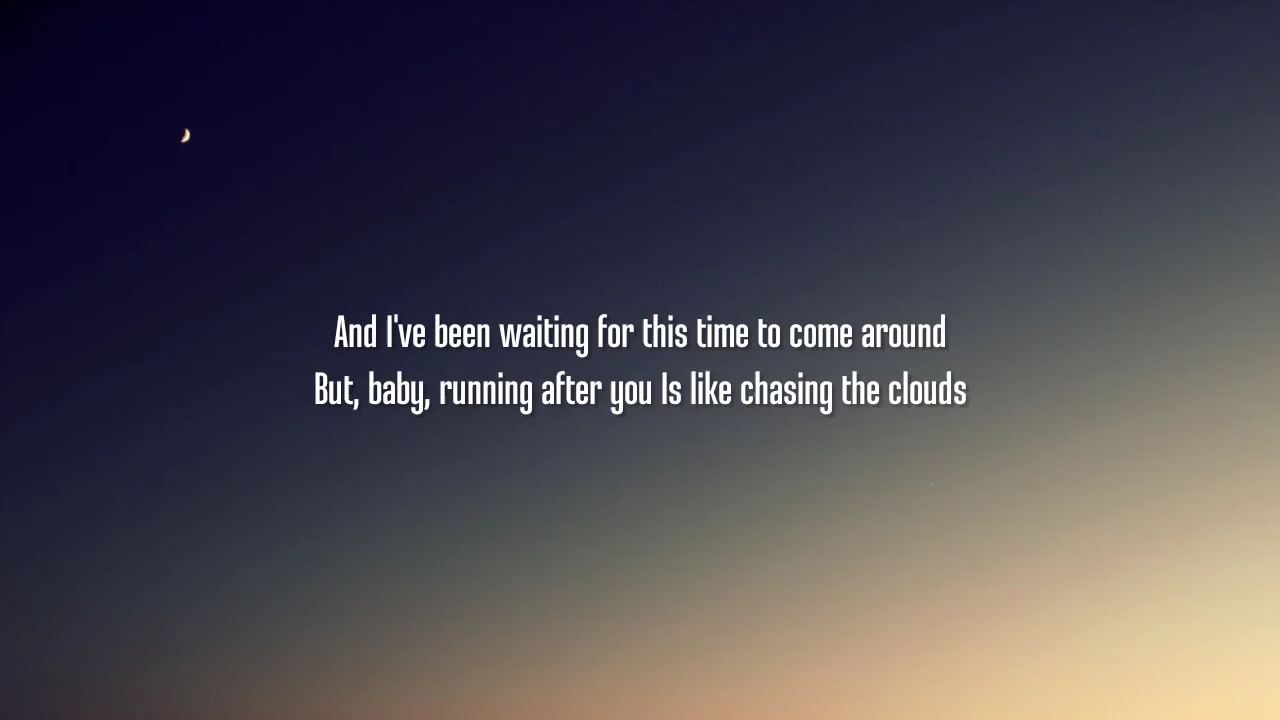 And I've been waiting for this time to come around
But, baby, running after you Is like chasing the clouds